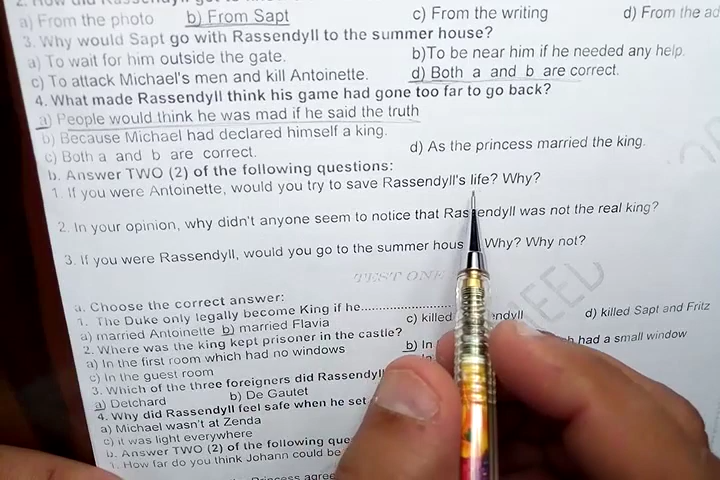 a) From the photo b) From Sapt c) From the writing d) From the ad
3. Why would Sapt go with Rassendyll to the summer house?
a) To wait for him outside the gate. b)To be near him if he needed any help.
c) To attack Michael's men and kill Antoinette. d) Both a and b are correct.
4. What made Rassendyll think his game had gone too far to go back?
a) People would think he was mad if he said the truth
b) Because Michael had declared himself a king.
c) Both a and b are correct. d) As the princess married the king.
b. Answer TWO (2) of the following questions:
1. If you were Antoinette, would you try to save Rassendyll's life? Why?
2. In your opinion, why didn't anyone seem to notice that Rassendyll was not the real king?
3. If you were Rassendyll, would you go to the summer hous Why? Why not?
TEST ONE
a. Choose the correct answer:
1. The Duke only legally become King if he......................
a) married Antoinette b) married Flavia c) killed endyll d) killed Sapt and Fritz
2. Where was the king kept prisoner in the castle?
a) In the first room which had no windows b) In h had a small window
c) in the guest room
3. Which of the three foreigners did Rassendyll
a) Detchard b) De Gautet
4. Why did Rassendyll feel safe when he set
a) Michael wasn't at Zenda
c) it was light everywhere
b. Answer TWO (2) of the following que
1. How far do you think Johann could be
Princess agree